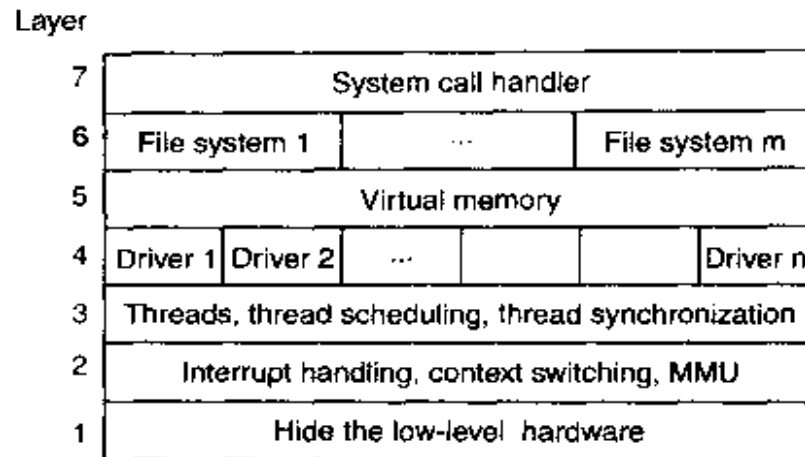 Layer
7 System call handler
6 File system 1 ... File system m
5 Virtual memory
4 Driver 1 Driver 2 ... Driver n
3 Threads, thread scheduling, thread synchronization
2 Interrupt handling, context switching, MMU
1 Hide the low-level hardware